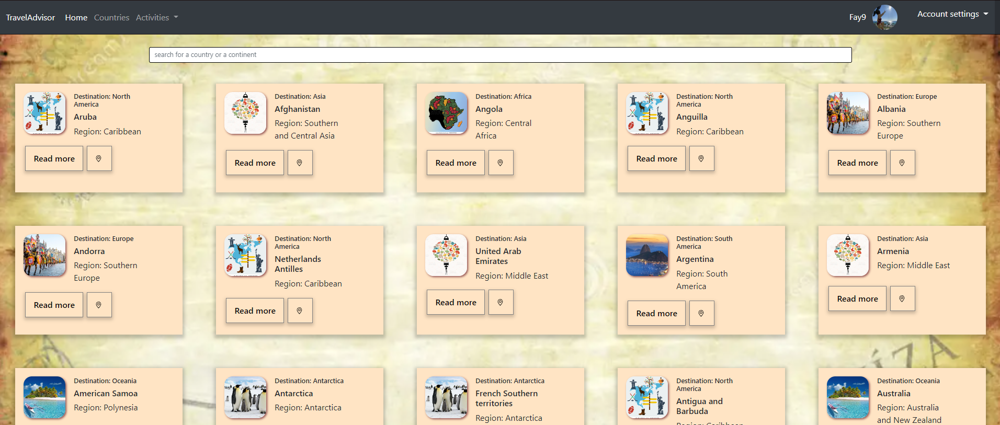 TravelAdvisor Home Countries Activities Fay9 Account settings
search for a country or a continent
Destination: North
America
Aruba
Region: Caribbean
Read more
Destination: Asia
Afghanistan
Region: Southern
and Central Asia
Read more
Destination: Africa
Angola
Region: Central
Africa
Read more
Destination: North
America
Anguilla
Region: Caribbean
Read more
Destination: Europe
Albania
Region: Southern
Europe
Read more
Destination: Europe
Andorra
Region: Southern
Europe
Read more
Destination: North
America
Netherlands
Antilles
Region: Caribbean
Read more
Destination: Asia
United Arab
Emirates
Region: Middle East
Read more
Destination: South
America
Argentina
Region: South
America
Read more
Destination: Asia
Armenia
Region: Middle East
Read more
Destination: Oceania
American Samoa
Region: Polynesia
Destination: Antarctica
Antarctica
Region: Antarctica
Destination: Antarctica
French Southern
territories
Region: Antarctica
Destination: North
America
Antigua and
Barbuda
Region: Caribbean
Destination: Oceania
Australia
Region: Australia
and New Zealand